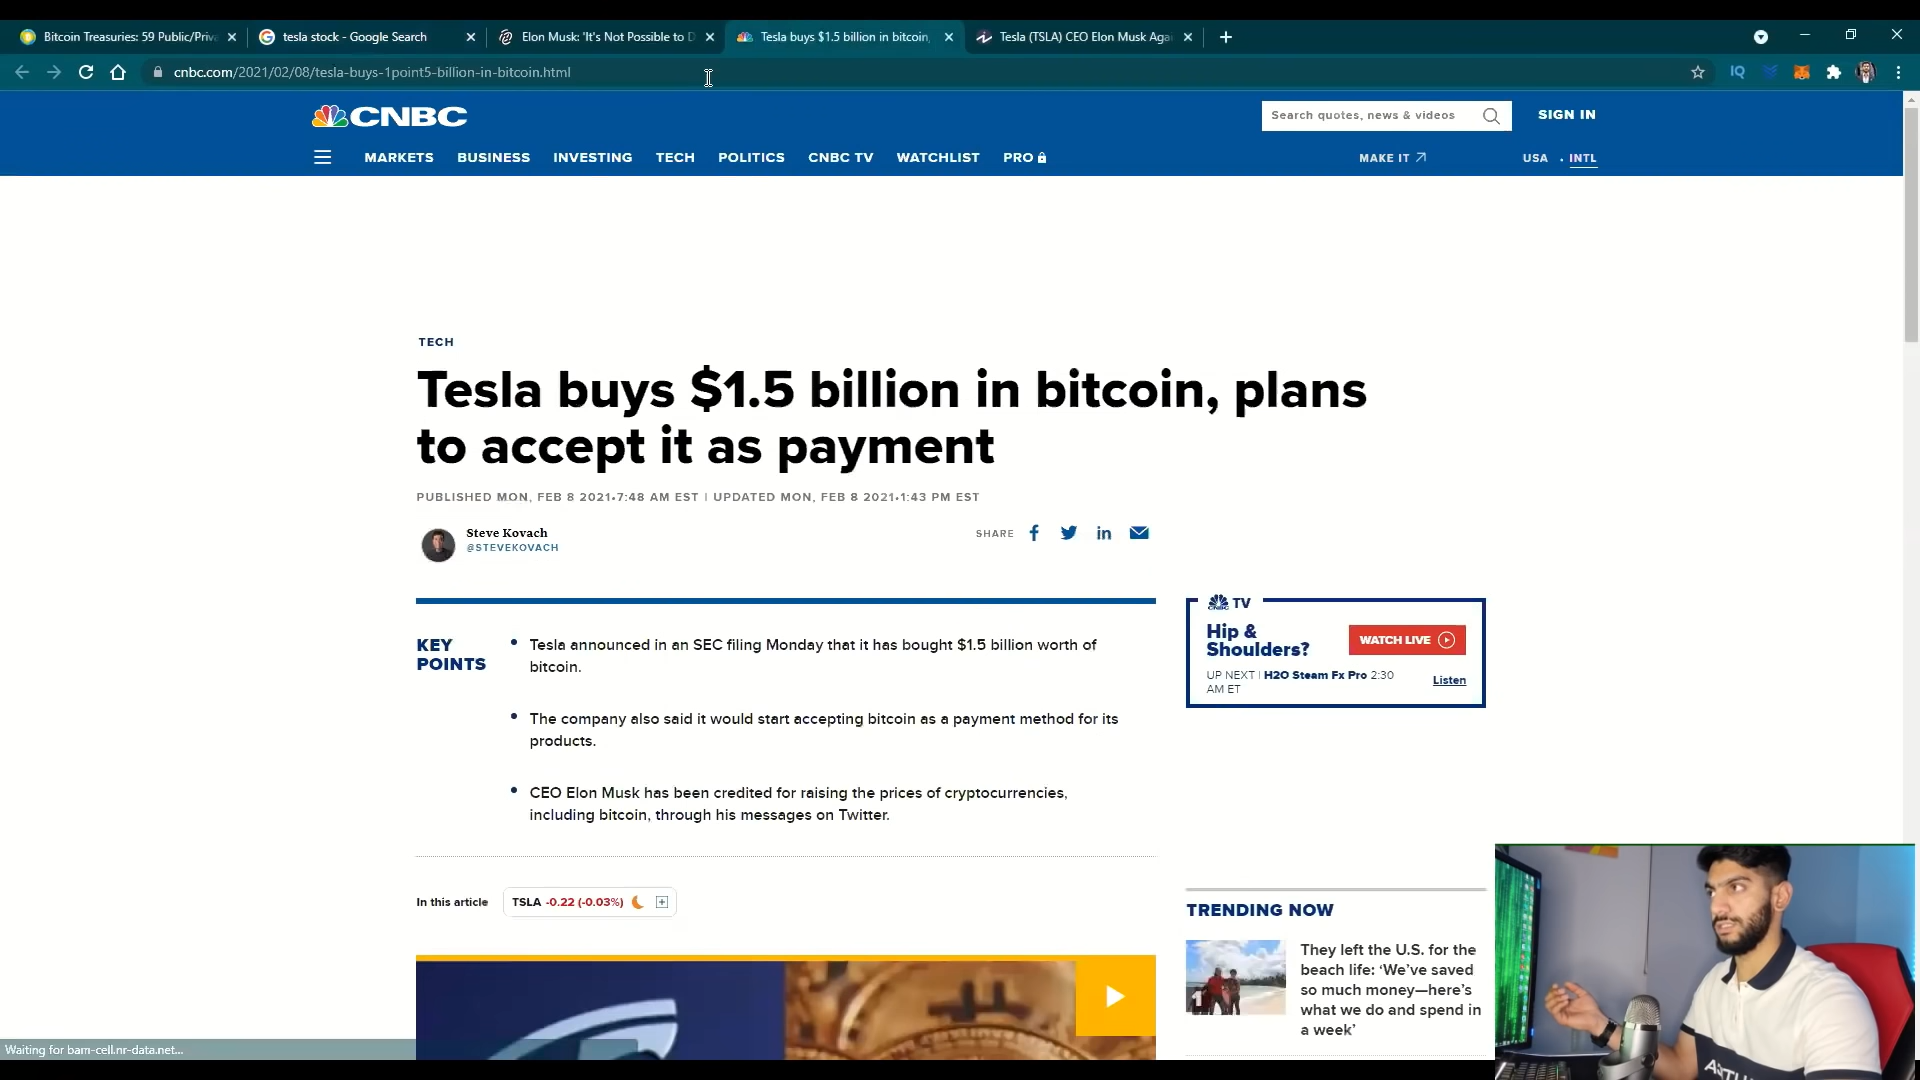 Bitcoin Treasuries: 59 Public/Priv
tesla stock - Google Search
Elon Musk: 'It's Not Possible to D
Tesla buys $1.5 billion in bitcoin,
Tesla (TSLA) CEO Elon Musk Aga
cnbc.com/2021/02/08/tesla-buys-1point5-billion-in-bitcoin.html
IQ
CNBC
Search quotes, news & videos
SIGN IN
MARKETS BUSINESS INVESTING TECH POLITICS CNBC TV WATCHLIST PRO
MAKE IT
USA • INTL
TECH
Tesla buys $1.5 billion in bitcoin, plans
to accept it as payment
PUBLISHED MON, FEB 8 2021•7:48 AM EST | UPDATED MON, FEB 8 2021•1:43 PM EST
Steve Kovach
@STEVEKOVACH
SHARE
KEY
POINTS
• Tesla announced in an SEC filing Monday that it has bought $1.5 billion worth of
bitcoin.
• The company also said it would start accepting bitcoin as a payment method for its
products.
• CEO Elon Musk has been credited for raising the prices of cryptocurrencies,
including bitcoin, through his messages on Twitter.
In this article
TSLA -0.22 (-0.03%)
CNBC TV
Hip &
Shoulders?
WATCH LIVE
UP NEXT | H2O Steam Fx Pro 2:30
AM ET
Listen
TRENDING NOW
1
They left the U.S. for the
beach life: ‘We’ve saved
so much money—here’s
what we do and spend in
a week’
Waiting for bam-cell.nr-data.net...